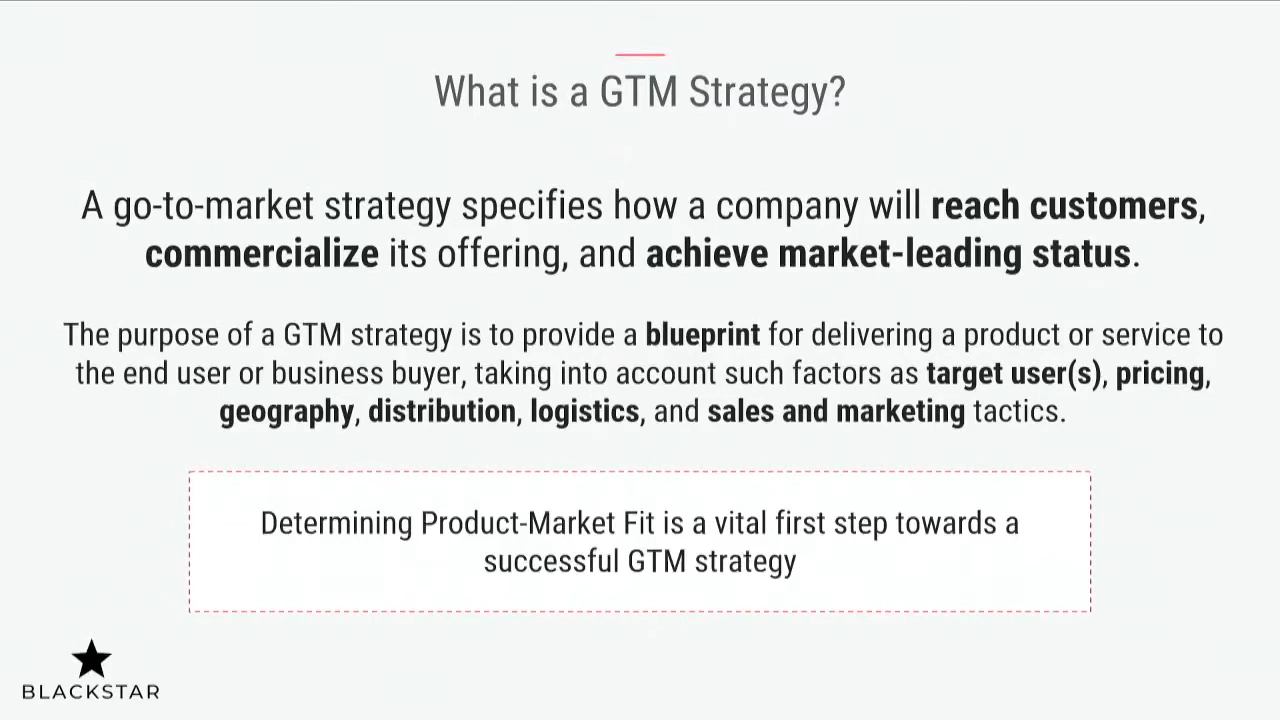 What is a GTM Strategy?
A go-to-market strategy specifies how a company will reach customers,
commercialize its offering, and achieve market-leading status.
The purpose of a GTM strategy is to provide a blueprint for delivering a product or service to
the end user or business buyer, taking into account such factors as target user(s), pricing,
geography, distribution, logistics, and sales and marketing tactics.
Determining Product-Market Fit is a vital first step towards a
successful GTM strategy
BLACKSTAR